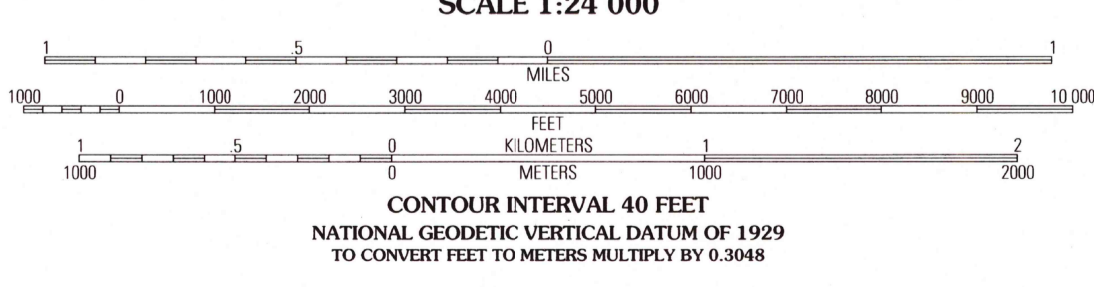 SCALE 1:24 000
1 .5 0 1
MILES
1000 0 1000 2000 3000 4000 5000 6000 7000 8000 9000 10 000
FEET
1 .5 0 KILOMETERS 1 2
1000 0 METERS 1000 2000
CONTOUR INTERVAL 40 FEET
NATIONAL GEODETIC VERTICAL DATUM OF 1929
TO CONVERT FEET TO METERS MULTIPLY BY 0.3048